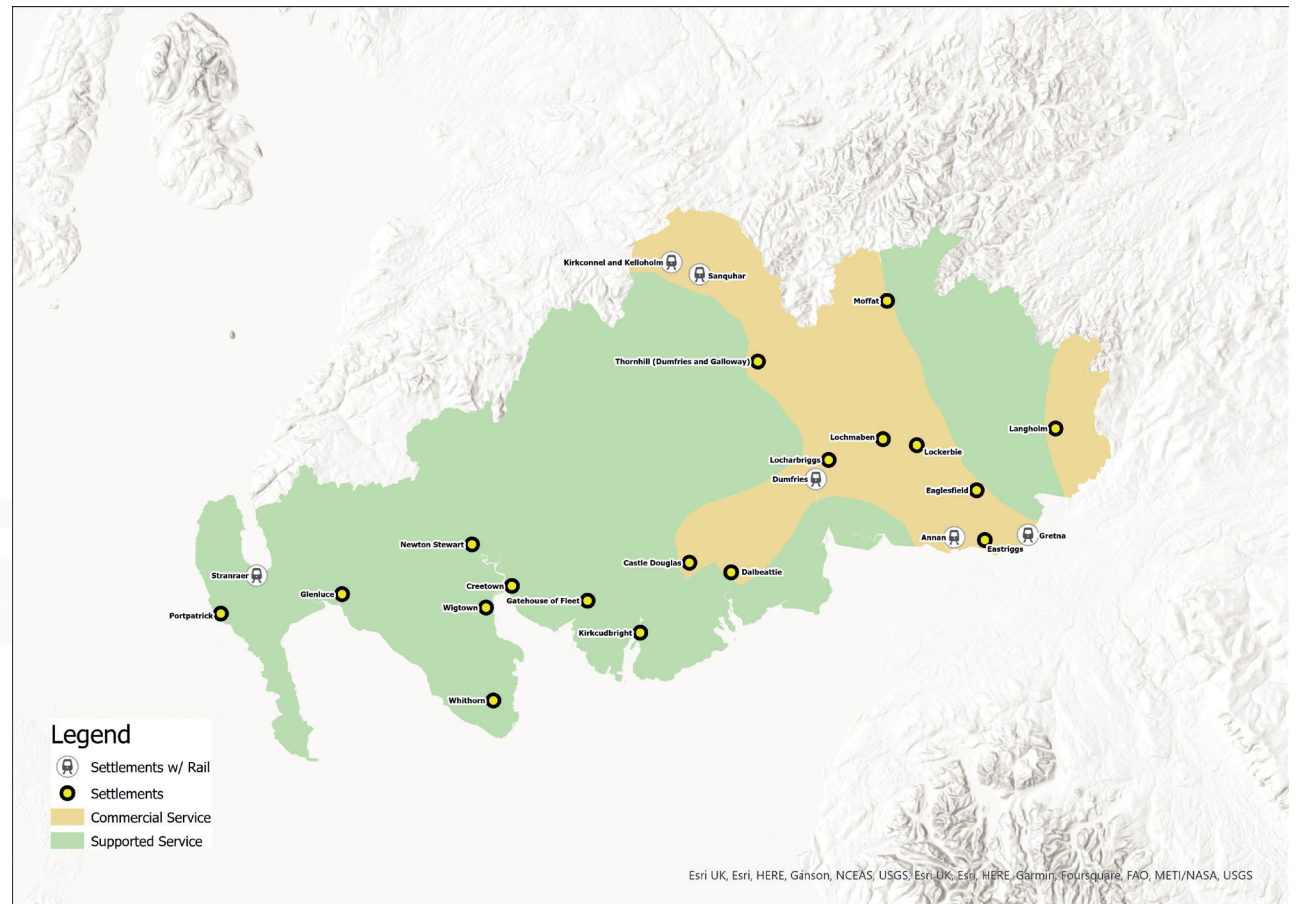 Kirkconnel and Kelloholm
Sanquhar
Moffat
Thornhill (Dumfries and Galloway)
Langholm
Lochmaben
Lockerbie
Locharbriggs
Dumfries
Eaglesfield
Annan
Gretna
Eastriggs
Newton Stewart
Castle Douglas
Dalbeattie
Stranraer
Creetown
Glenluce
Gatehouse of Fleet
Wigtown
Portpatrick
Kirkcudbright
Whithorn
Legend
Settlements w/ Rail
Settlements
Commercial Service
Supported Service
Esri UK, Esri, HERE, Garmin, NCEAS, USGS, Esri UK, Esri, HERE, Garmin, Foursquare, FAO, METI/NASA, USGS